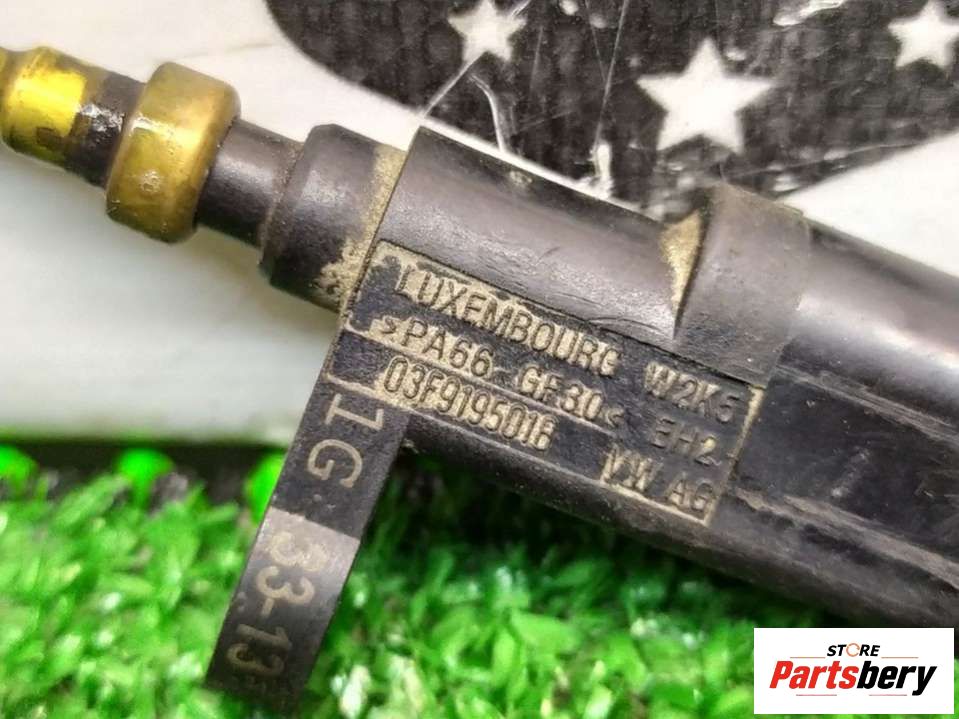 LUXEMBOURG W2K5
>PA66-GF30< EH2
03F919501B VW AG
1G.33-13
STORE
Partsbery